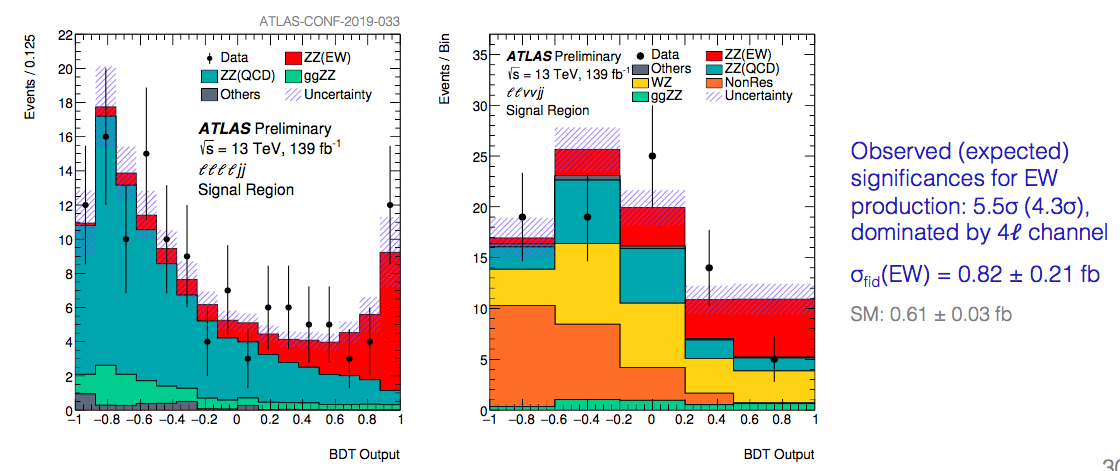 ATLAS-CONF-2019-033
Events / 0.125
22
20
18
16
14
12
10
8
6
4
2
0
Data ZZ(EW)
ZZ(QCD) ggZZ
Others Uncertainty
ATLAS Preliminary
√s = 13 TeV, 139 fb⁻¹
ℓℓℓℓjj
Signal Region
−1 −0.8 −0.6 −0.4 −0.2 0 0.2 0.4 0.6 0.8 1
BDT Output
Events / Bin
35
30
25
20
15
10
5
0
ATLAS Preliminary
√s = 13 TeV, 139 fb⁻¹
ℓℓννjj
Signal Region
Data ZZ(EW)
Others ZZ(QCD)
WZ NonRes
ggZZ Uncertainty
−1 −0.8 −0.6 −0.4 −0.2 0 0.2 0.4 0.6 0.8 1
BDT Output
Observed (expected)
significances for EW
production: 5.5σ (4.3σ),
dominated by 4ℓ channel
σfid(EW) = 0.82 ± 0.21 fb
SM: 0.61 ± 0.03 fb